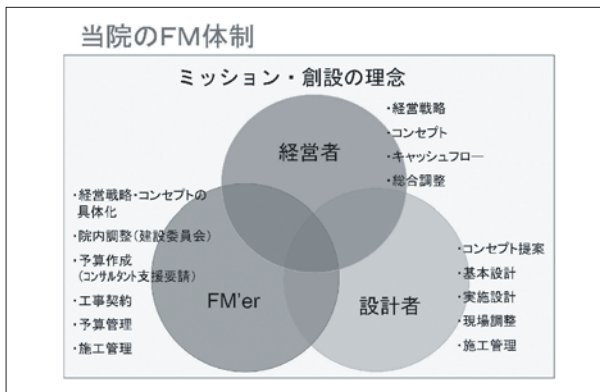 当院のFM体制
ミッション・創設の理念
経営者
・経営戦略
・コンセプト
・キャッシュフロー
・総合調整
・経営戦略・コンセプトの
具体化
・院内調整(建設委員会)
・予算作成
(コンサルタント支援要請)
・工事契約
・予算管理
・施工管理
FM'er
設計者
・コンセプト提案
・基本設計
・実施設計
・現場調整
・施工管理